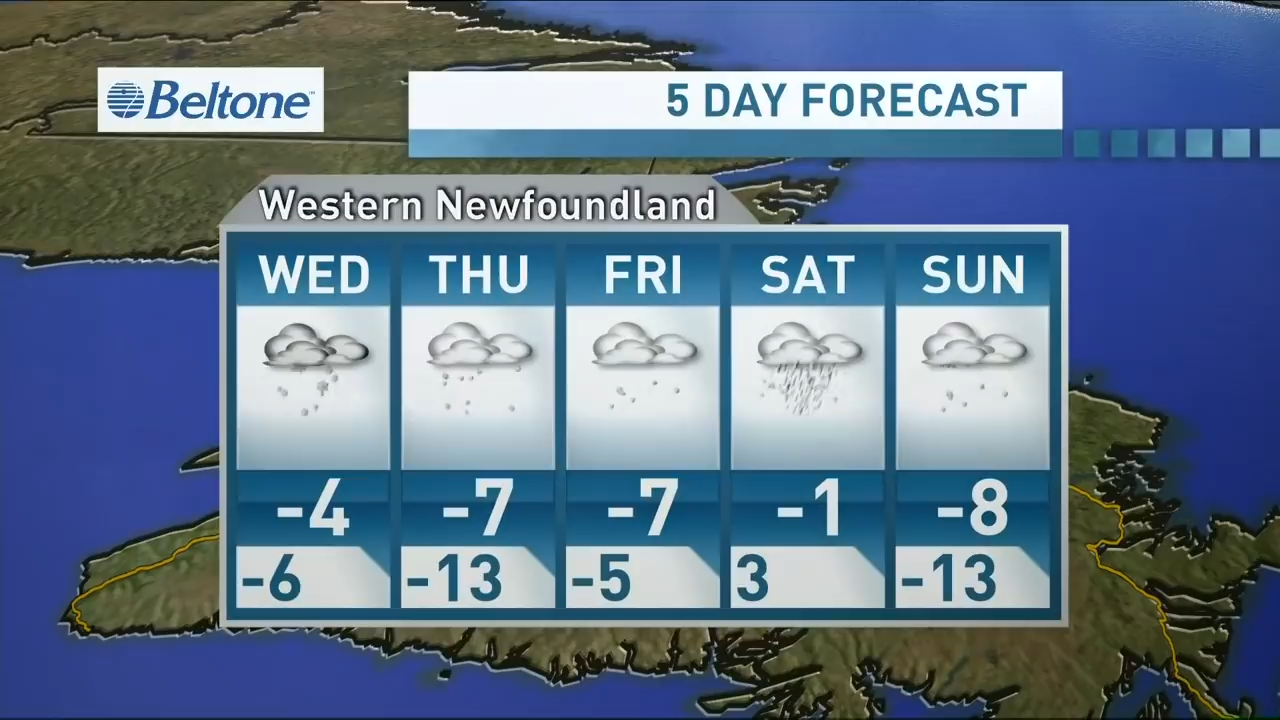 Beltone™
5 DAY FORECAST
Western Newfoundland
WED THU FRI SAT SUN
-4 -7 -7 -1 -8
-6 -13 -5 3 -13